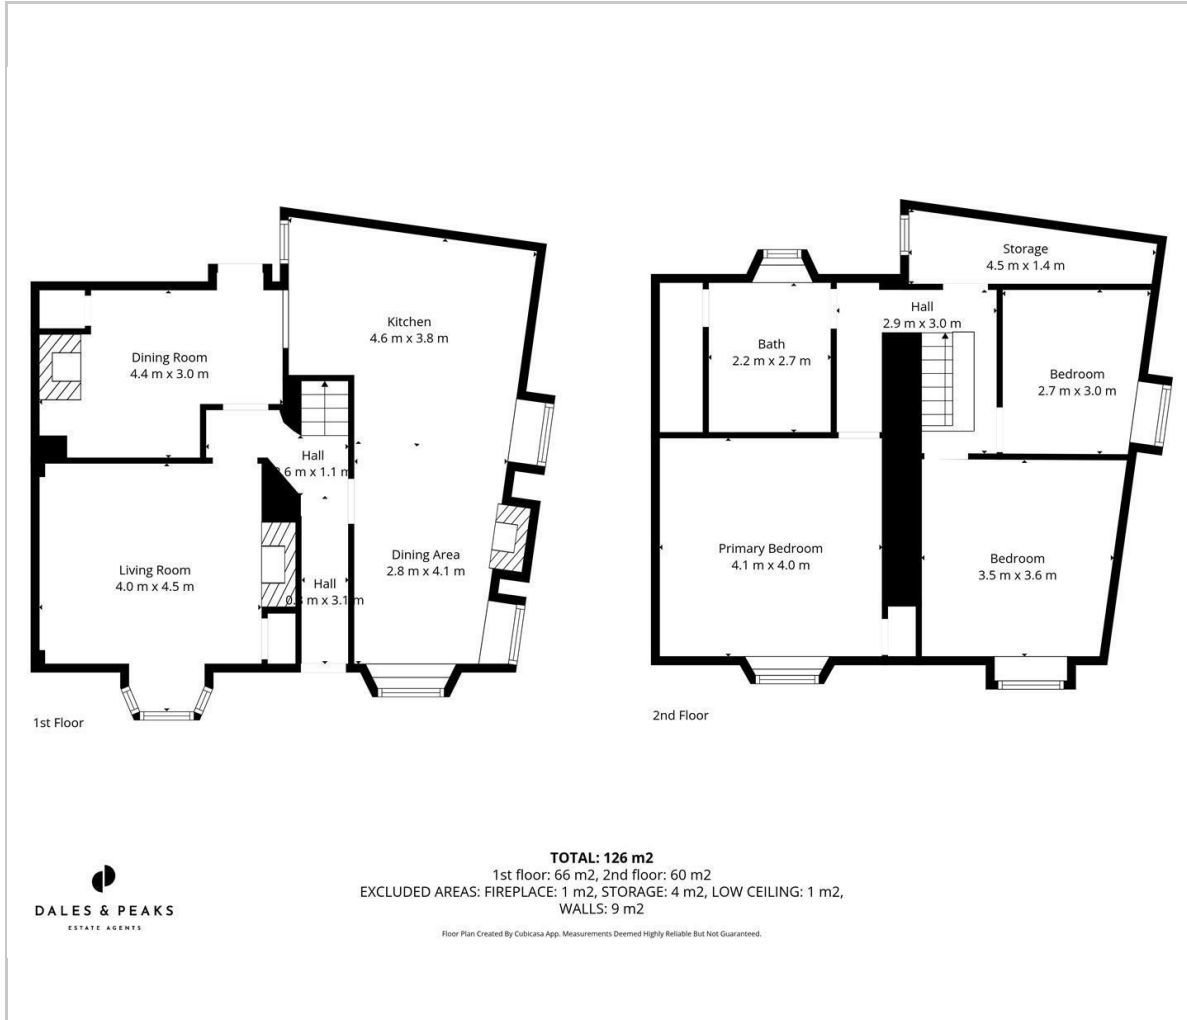 Kitchen
4.6 m x 3.8 m
Dining Room
4.4 m x 3.0 m
Hall
.6 m x 1.1 m
Living Room
4.0 m x 4.5 m
Hall
m x 3.1 m
Dining Area
2.8 m x 4.1 m
1st Floor
Storage
4.5 m x 1.4 m
Hall
2.9 m x 3.0 m
Bath
2.2 m x 2.7 m
Bedroom
2.7 m x 3.0 m
Primary Bedroom
4.1 m x 4.0 m
Bedroom
3.5 m x 3.6 m
2nd Floor
TOTAL: 126 m2
1st floor: 66 m2, 2nd floor: 60 m2
EXCLUDED AREAS: FIREPLACE: 1 m2, STORAGE: 4 m2, LOW CEILING: 1 m2,
WALLS: 9 m2
DALES & PEAKS
ESTATE AGENTS
Floor Plan Created By Cubicasa App. Measurements Deemed Highly Reliable But Not Guaranteed.